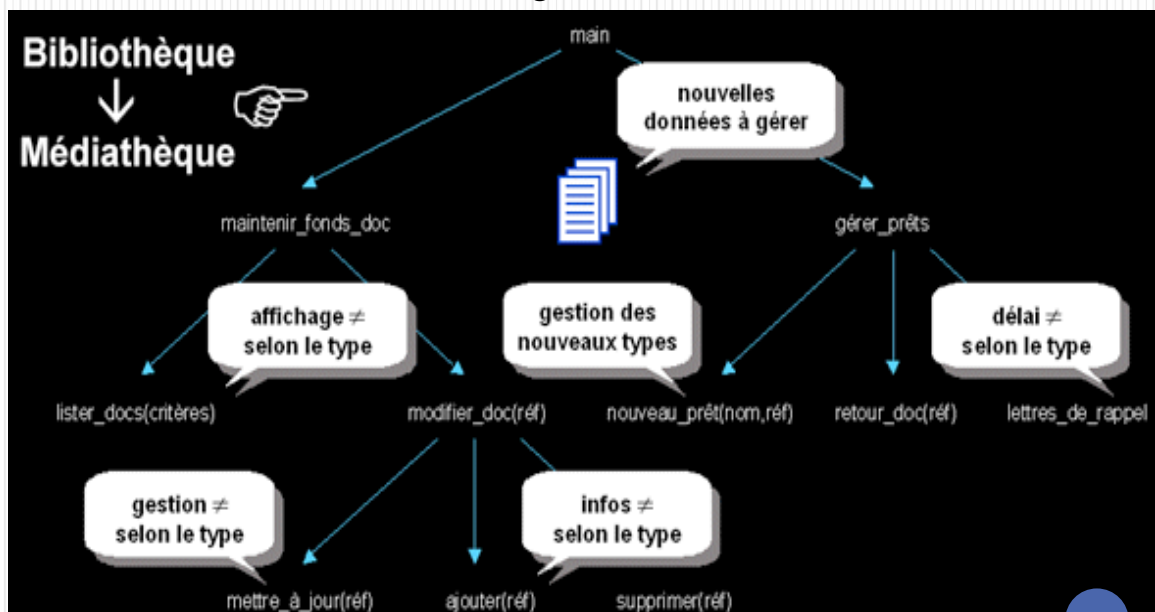 main
Bibliothèque
Médiathèque
nouvelles
données à gérer
maintenir_fonds_doc
gérer_prêts
affichage ≠
selon le type
gestion des
nouveaux types
délai ≠
selon le type
lister_docs(critères)
modifier_doc(réf)
nouveau_prêt(nom,réf)
retour_doc(réf)
lettres_de_rappel
gestion ≠
selon le type
infos ≠
selon le type
mettre_à_jour(réf)
ajouter(réf)
supprimer(réf)